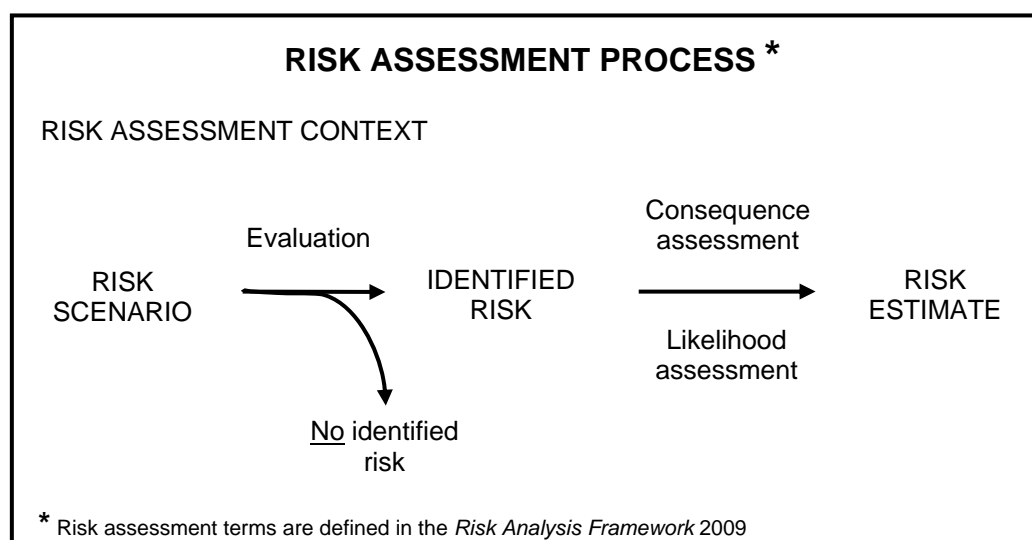 RISK ASSESSMENT PROCESS *
RISK ASSESSMENT CONTEXT
Evaluation
Consequence
assessment
RISK
SCENARIO
IDENTIFIED
RISK
RISK
ESTIMATE
Likelihood
assessment
No identified
risk
* Risk assessment terms are defined in the Risk Analysis Framework 2009